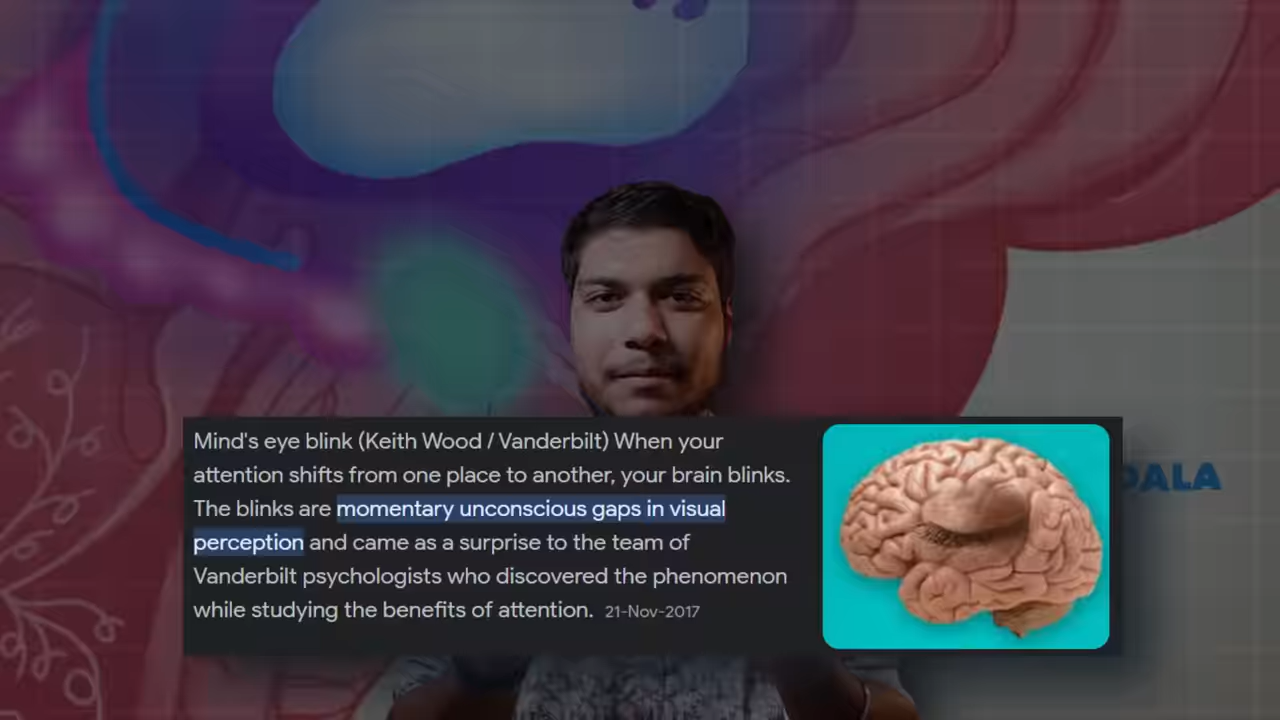 Mind's eye blink (Keith Wood / Vanderbilt) When your
attention shifts from one place to another, your brain blinks.
The blinks are momentary unconscious gaps in visual
perception and came as a surprise to the team of
Vanderbilt psychologists who discovered the phenomenon
while studying the benefits of attention. 21-Nov-2017
DALA